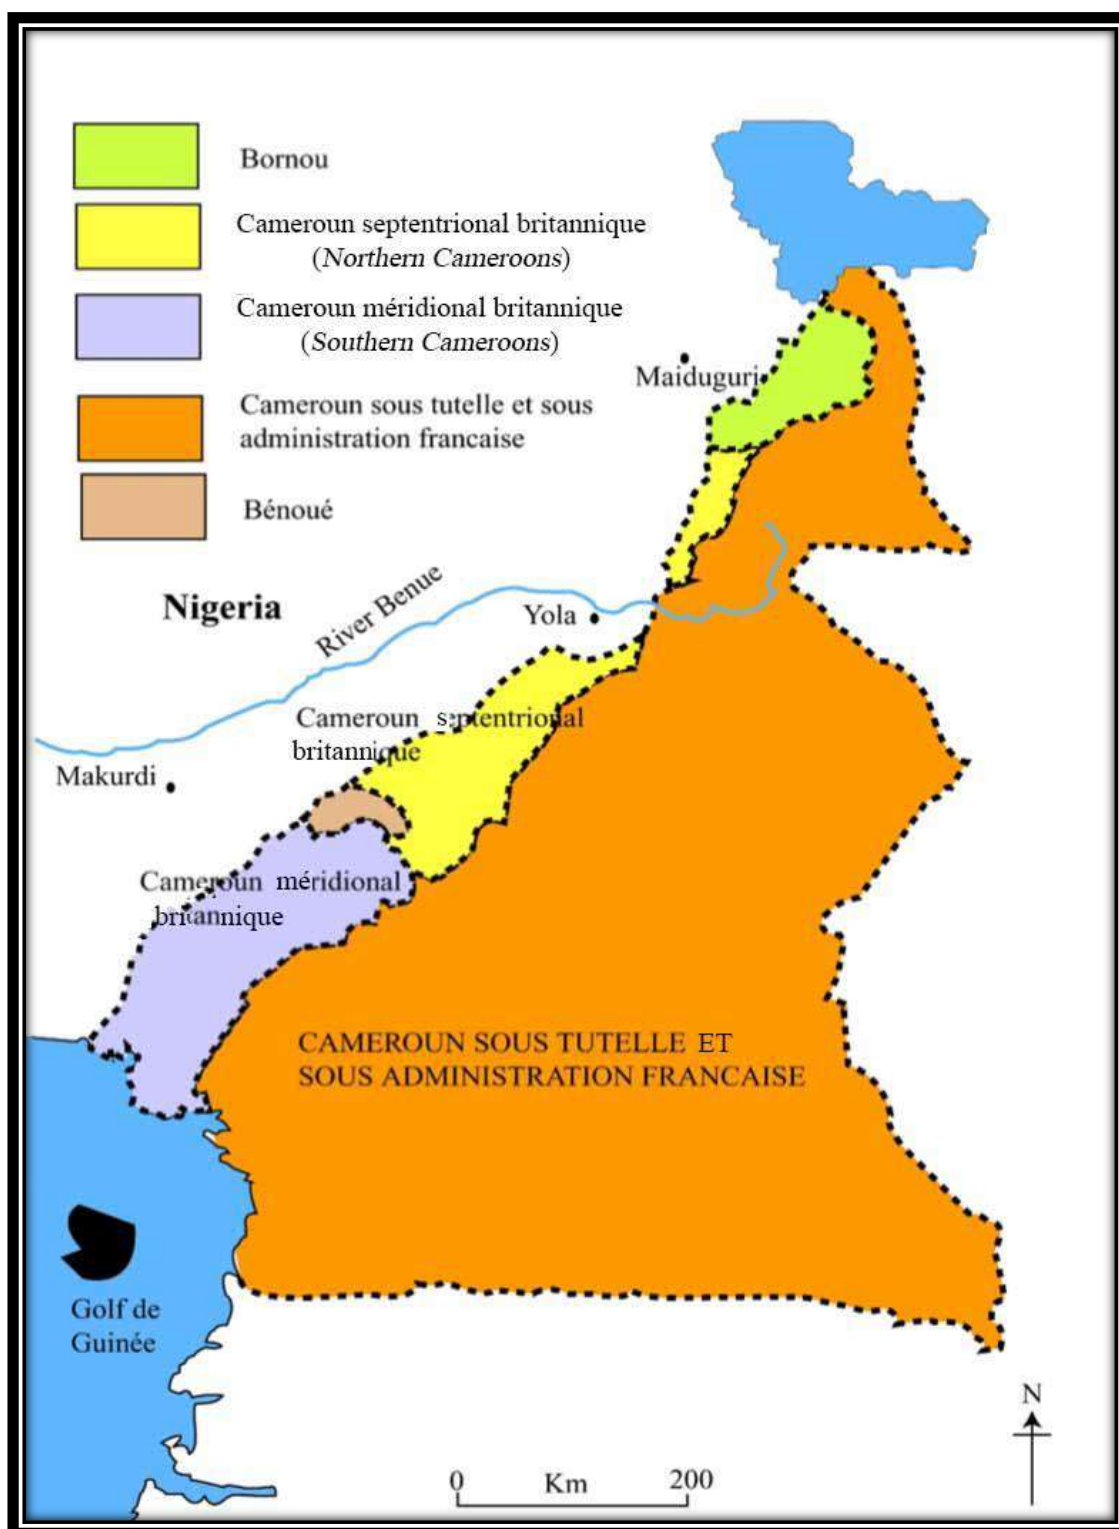 Bornou
Cameroun septentrional britannique
(Northern Cameroons)
Cameroun méridional britannique
(Southern Cameroons)
Cameroun sous tutelle et sous
administration francaise
Bénoué
Maiduguri
Nigeria
River Benue
Yola
Cameroun septentrional
britannique
Makurdi
Cameroun méridional
britannique
CAMEROUN SOUS TUTELLE ET
SOUS ADMINISTRATION FRANCAISE
Golf de
Guinée
N
0 Km 200